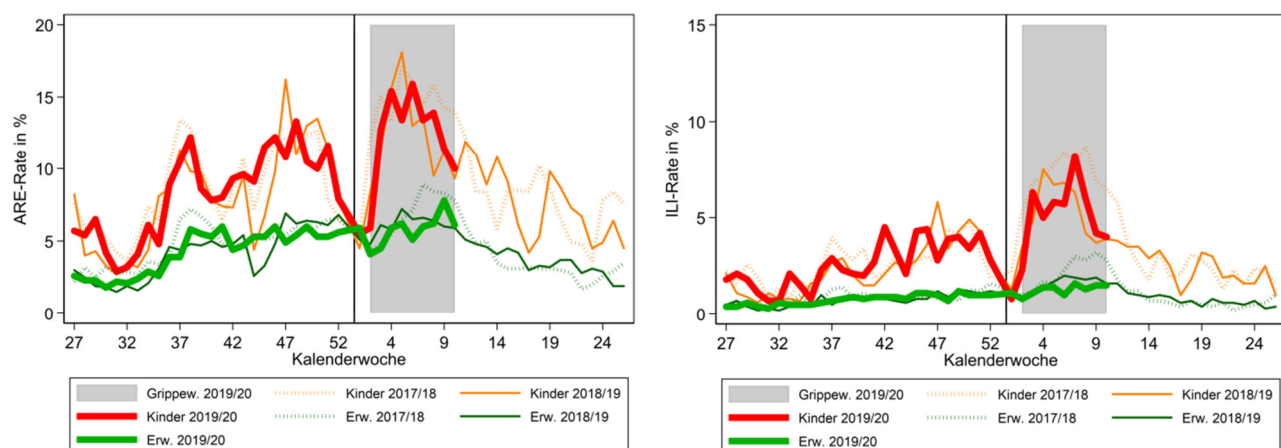 20
15
10
5
0
ARE-Rate in %
27 32 37 42 52 4 9 14 19 24
Kalenderwoche
Grippew. 2019/20 Kinder 2017/18 Kinder 2018/19
Kinder 2019/20 Erw. 2017/18 Erw. 2018/19
Erw. 2019/20
15
10
5
0
ILI-Rate in %
27 32 37 42 47 52 4 9 14 19 24
Kalenderwoche
Grippew. 2019/20 Kinder 2017/18 Kinder 2018/19
Kinder 2019/20 Erw. 2017/18 Erw. 2018/19
Erw. 2019/20